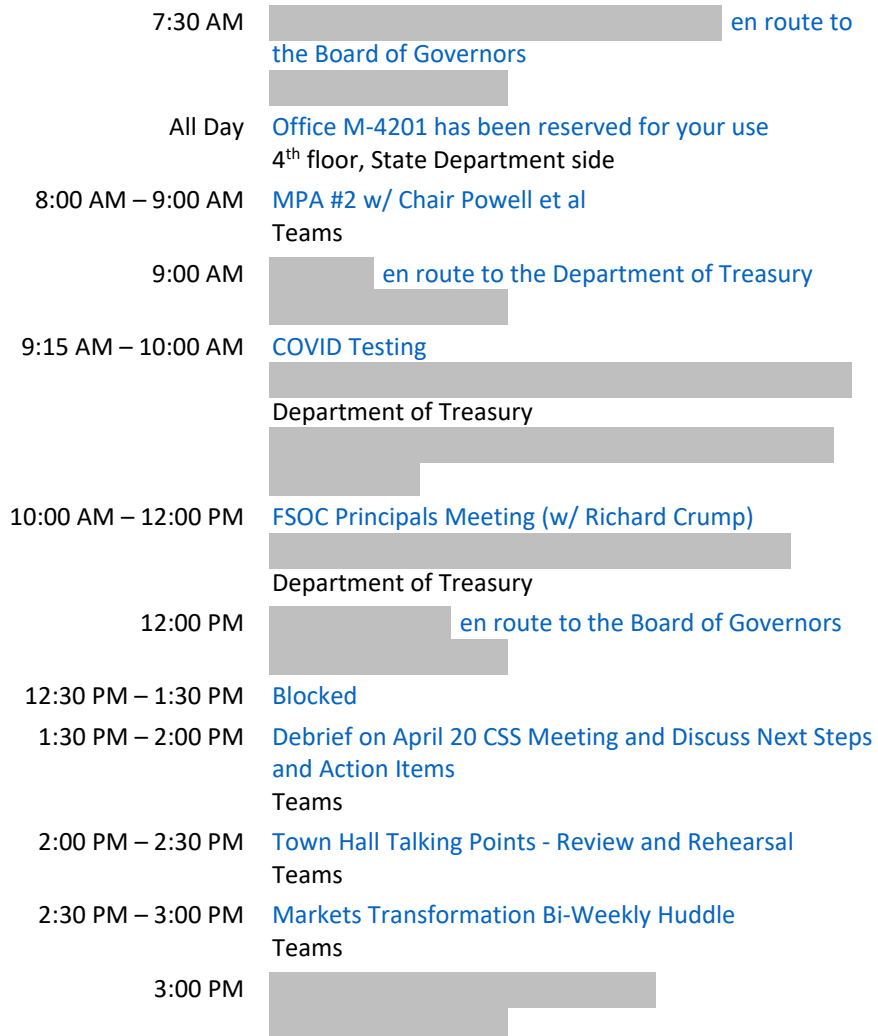 7:30 AM en route to
the Board of Governors
All Day Office M-4201 has been reserved for your use
4th floor, State Department side
8:00 AM – 9:00 AM MPA #2 w/ Chair Powell et al
Teams
9:00 AM en route to the Department of Treasury
9:15 AM – 10:00 AM COVID Testing
Department of Treasury
10:00 AM – 12:00 PM FSOC Principals Meeting (w/ Richard Crump)
Department of Treasury
12:00 PM en route to the Board of Governors
12:30 PM – 1:30 PM Blocked
1:30 PM – 2:00 PM Debrief on April 20 CSS Meeting and Discuss Next Steps
and Action Items
Teams
2:00 PM – 2:30 PM Town Hall Talking Points - Review and Rehearsal
Teams
2:30 PM – 3:00 PM Markets Transformation Bi-Weekly Huddle
Teams
3:00 PM